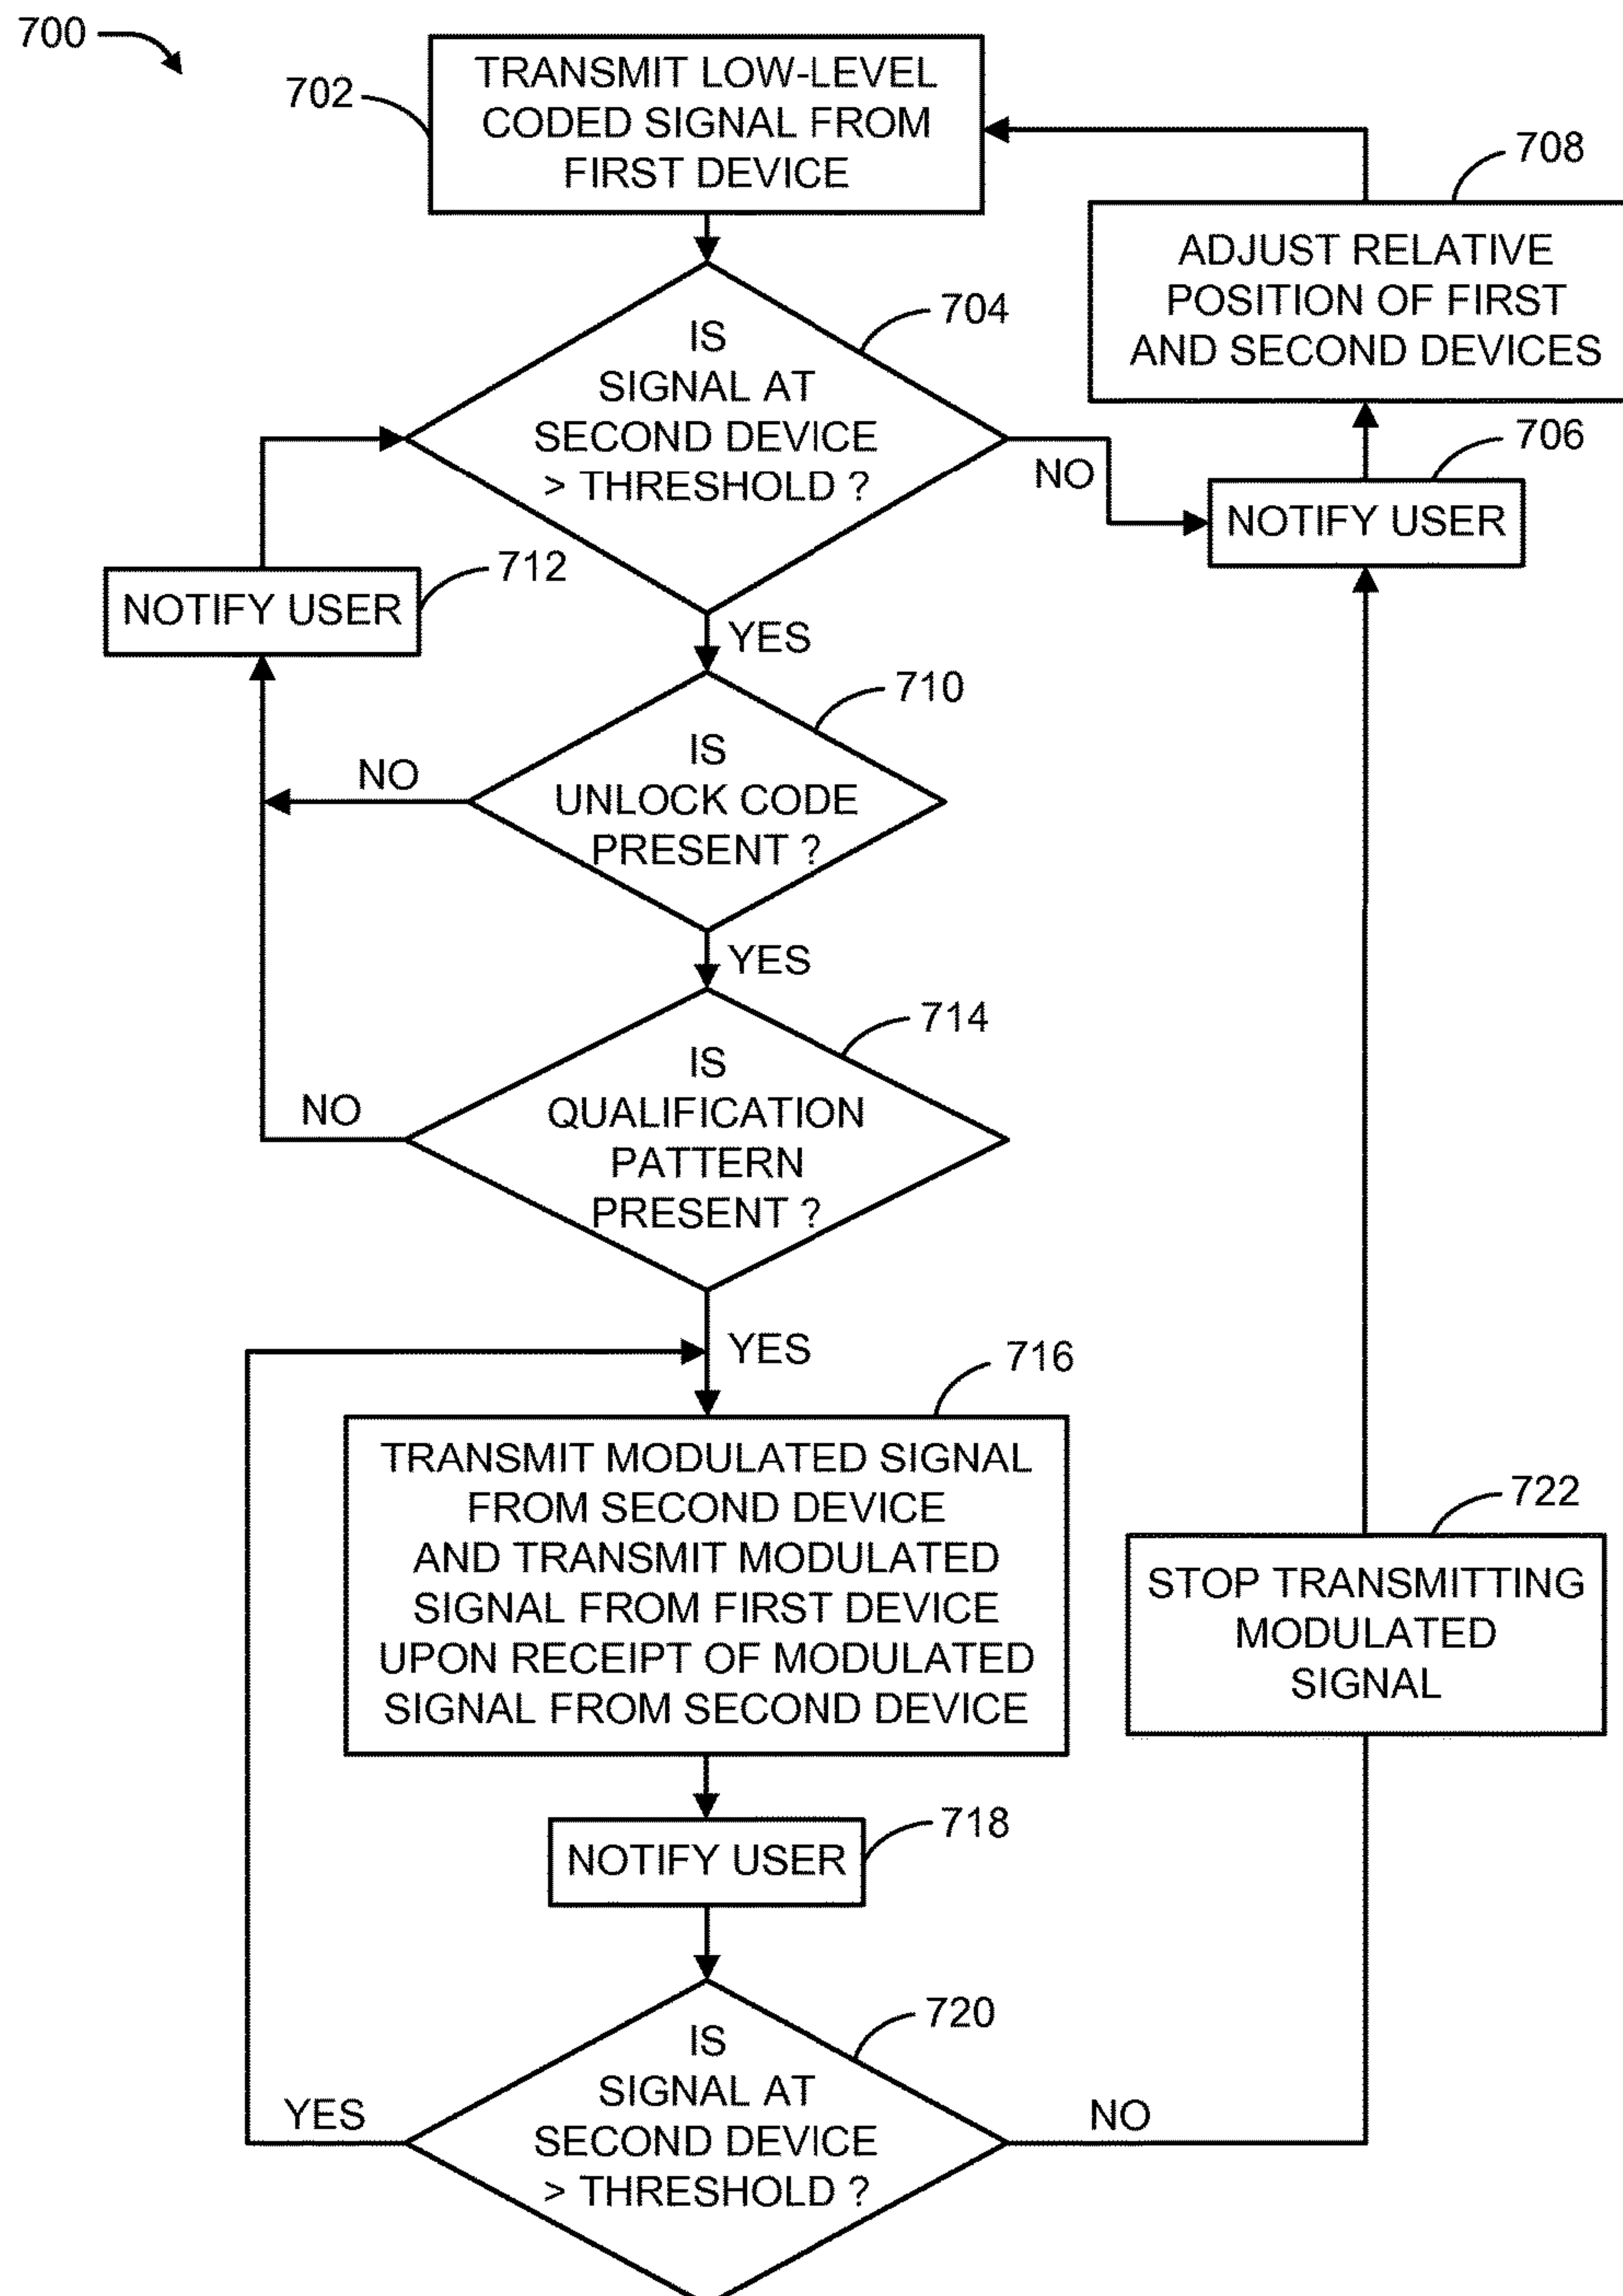 700
702
TRANSMIT LOW-LEVEL
CODED SIGNAL FROM
FIRST DEVICE
708
ADJUST RELATIVE
POSITION OF FIRST
AND SECOND DEVICES
704
IS
SIGNAL AT
SECOND DEVICE
> THRESHOLD ?
NO
706
NOTIFY USER
712
NOTIFY USER
YES
710
IS
UNLOCK CODE
PRESENT ?
NO
YES
714
IS
QUALIFICATION
PATTERN
PRESENT ?
NO
YES
716
TRANSMIT MODULATED SIGNAL
FROM SECOND DEVICE
AND TRANSMIT MODULATED
SIGNAL FROM FIRST DEVICE
UPON RECEIPT OF MODULATED
SIGNAL FROM SECOND DEVICE
722
STOP TRANSMITTING
MODULATED
SIGNAL
718
NOTIFY USER
720
IS
SIGNAL AT
SECOND DEVICE
> THRESHOLD ?
YES
NO